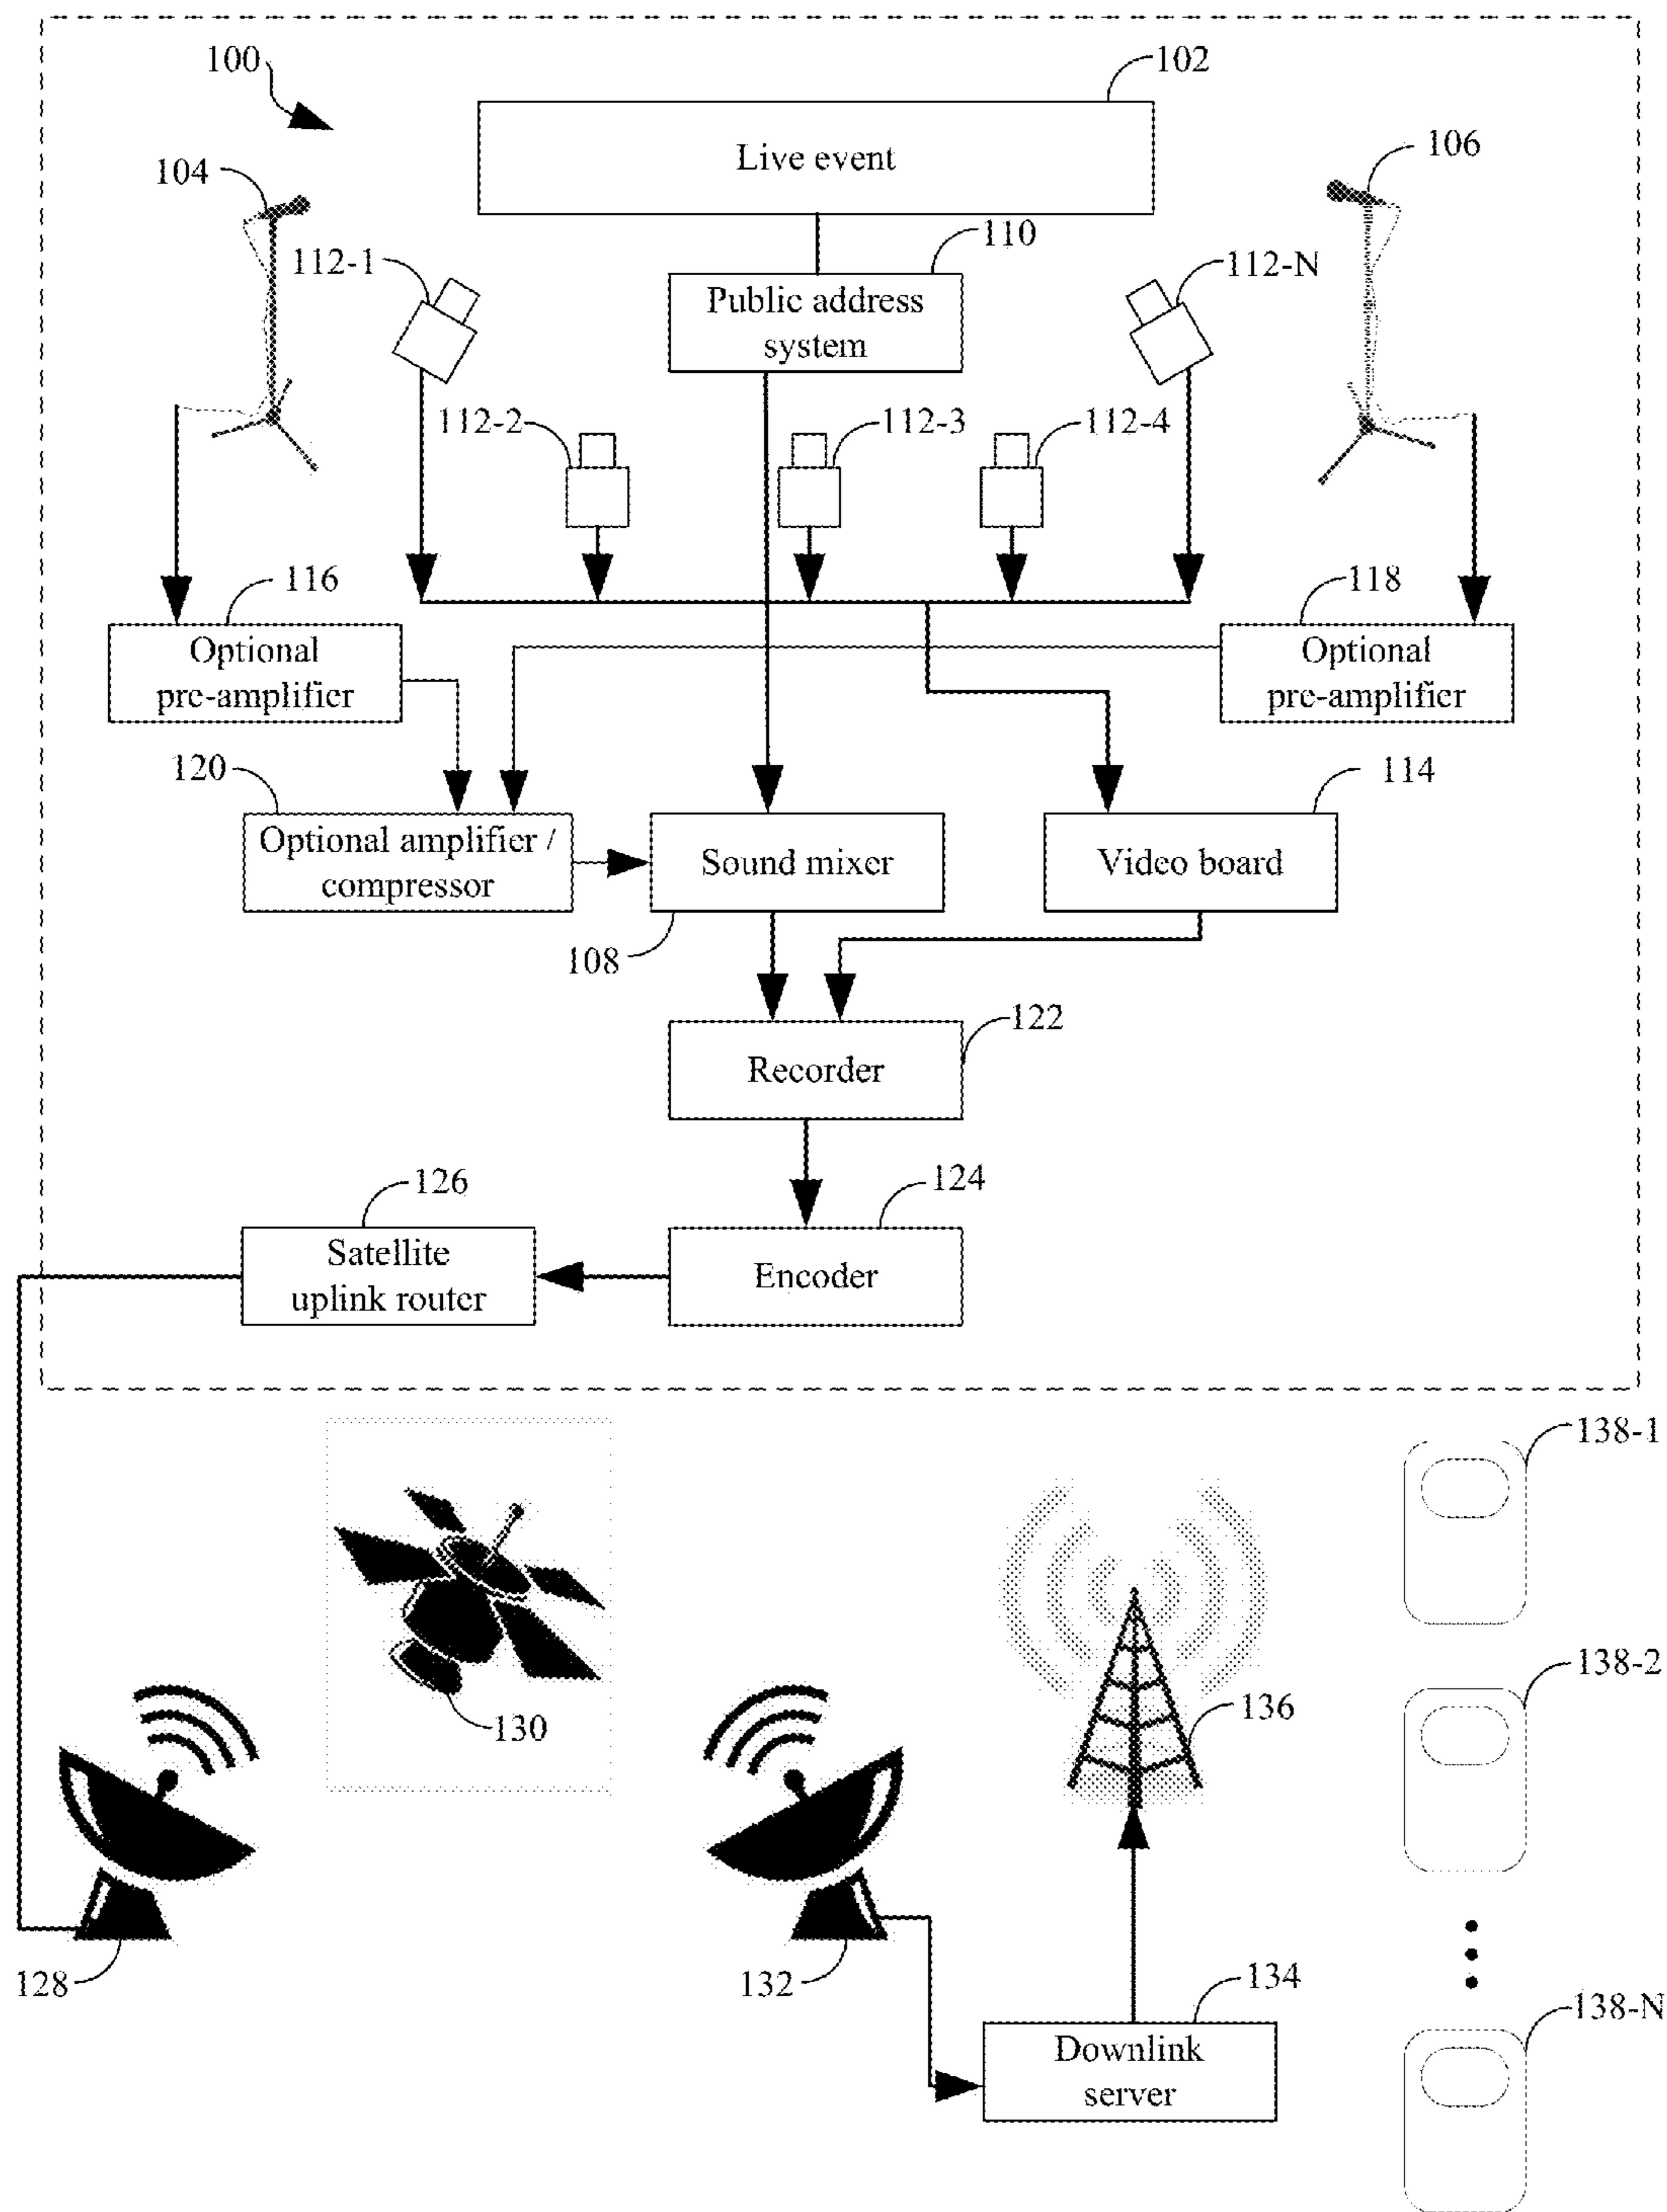 100
102
Live event
104
106
110
112-1
112-N
Public address
system
112-2
112-3
112-4
116
118
Optional
pre-amplifier
Optional
pre-amplifier
120
114
Optional amplifier /
compressor
Sound mixer
Video board
108
122
Recorder
126
124
Satellite
uplink router
Encoder
138-1
138-2
130
136
128
132
134
138-N
Downlink
server